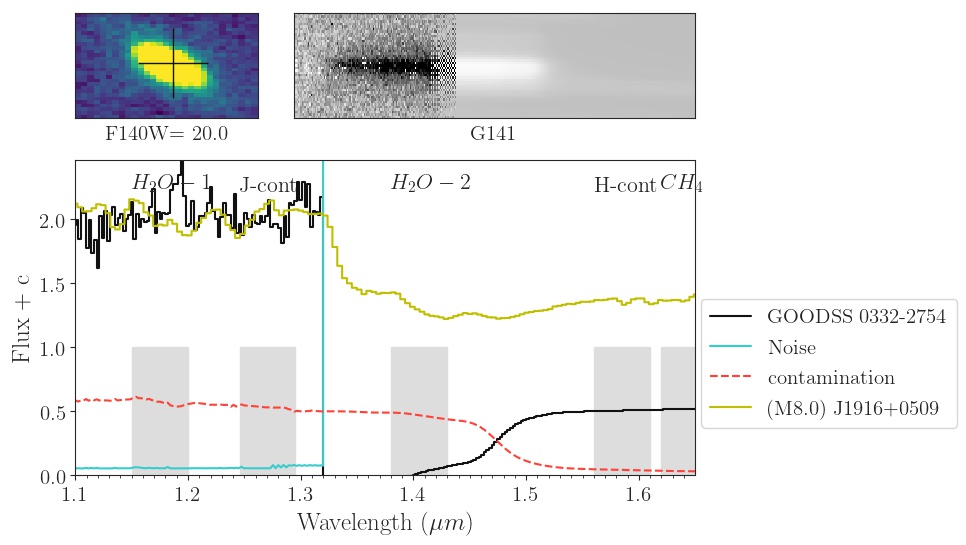 F140W= 20.0
G141
H₂O − 1
J-cont
H₂O − 2
H-cont
CH₄
2.0
1.5
1.0
0.5
0.0
Flux + c
1.1
1.2
1.3
1.4
1.5
1.6
Wavelength (μm)
GOODSS 0332-2754
Noise
contamination
(M8.0) J1916+0509